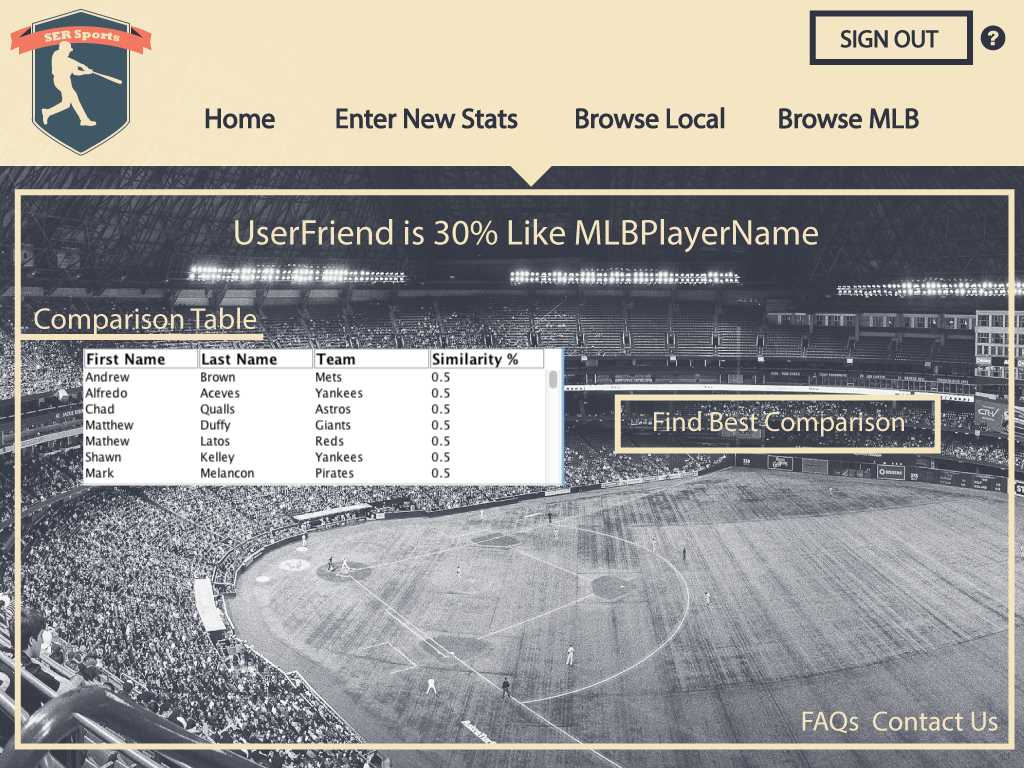 SER Sports
SIGN OUT
?
Home Enter New Stats Browse Local Browse MLB
UserFriend is 30% Like MLBPlayerName
Comparison Table
First Name Last Name Team Similarity %
Andrew Brown Mets 0.5
Alfredo Aceves Yankees 0.5
Chad Qualls Astros 0.5
Matthew Duffy Giants 0.5
Mathew Latos Reds 0.5
Shawn Kelley Yankees 0.5
Mark Melancon Pirates 0.5
Find Best Comparison
CR-V
ROGERS
FAQs Contact Us